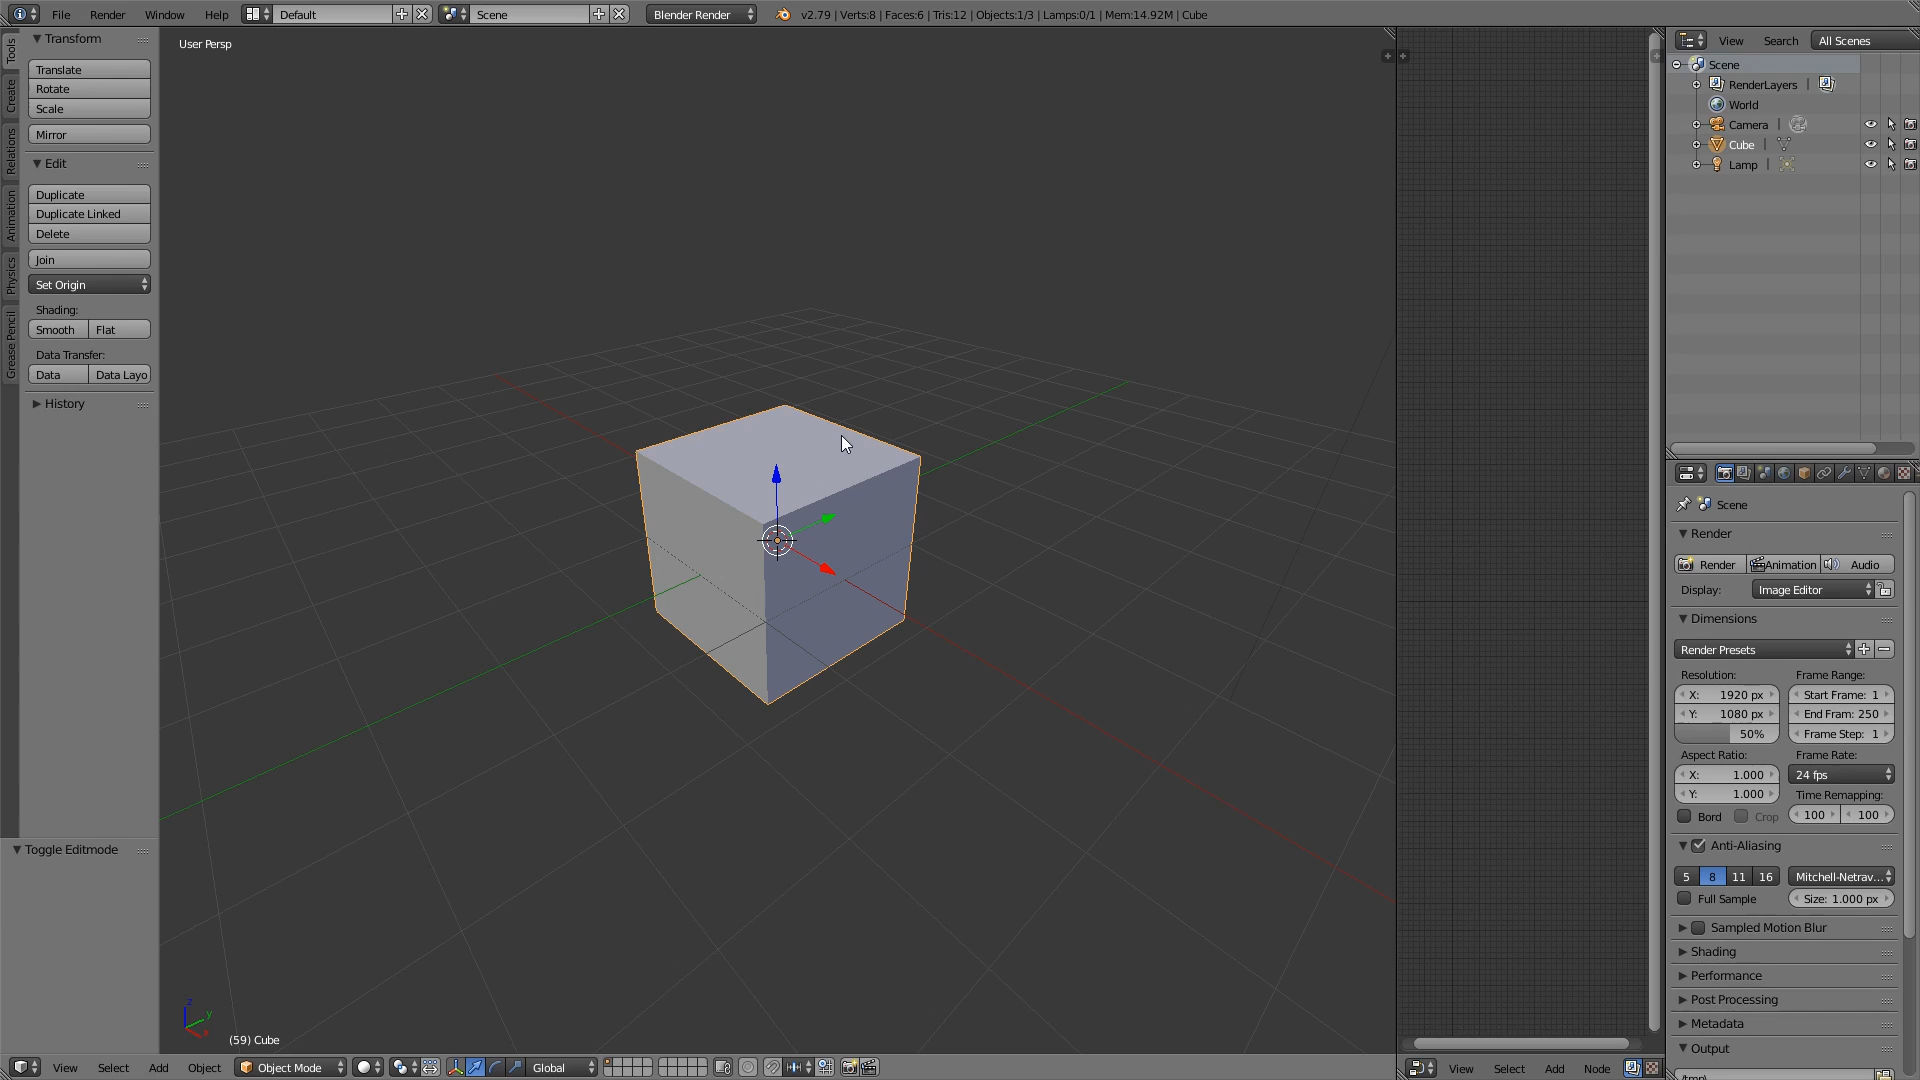 File Render Window Help Default Scene Blender Render v2.79 | Verts:8 | Faces:6 | Tris:12 | Objects:1/3 | Lamps:0/1 | Mem:14.92M | Cube
Tools
Create
Relations
Animation
Physics
Grease Pencil
Transform
Translate
Rotate
Scale
Mirror
Edit
Duplicate
Duplicate Linked
Delete
Join
Set Origin
Shading:
Smooth Flat
Data Transfer:
Data Data Layo
History
Toggle Editmode
User Persp
z
y
x
(59) Cube
View Select Add Object Object Mode Global
View Select Add Node
View Search All Scenes
Scene
RenderLayers |
World
Camera |
Cube |
Lamp |
Scene
Render
Render Animation Audio
Display: Image Editor
Dimensions
Render Presets
Resolution: Frame Range:
X: 1920 px Start Frame: 1
Y: 1080 px End Fram: 250
50% Frame Step: 1
Aspect Ratio: Frame Rate:
X: 1.000 24 fps
Y: 1.000 Time Remapping:
Bord Crop 100 100
Anti-Aliasing
5 8 11 16 Mitchell-Netrav...
Full Sample Size: 1.000 px
Sampled Motion Blur
Shading
Performance
Post Processing
Metadata
Output
/tmp\